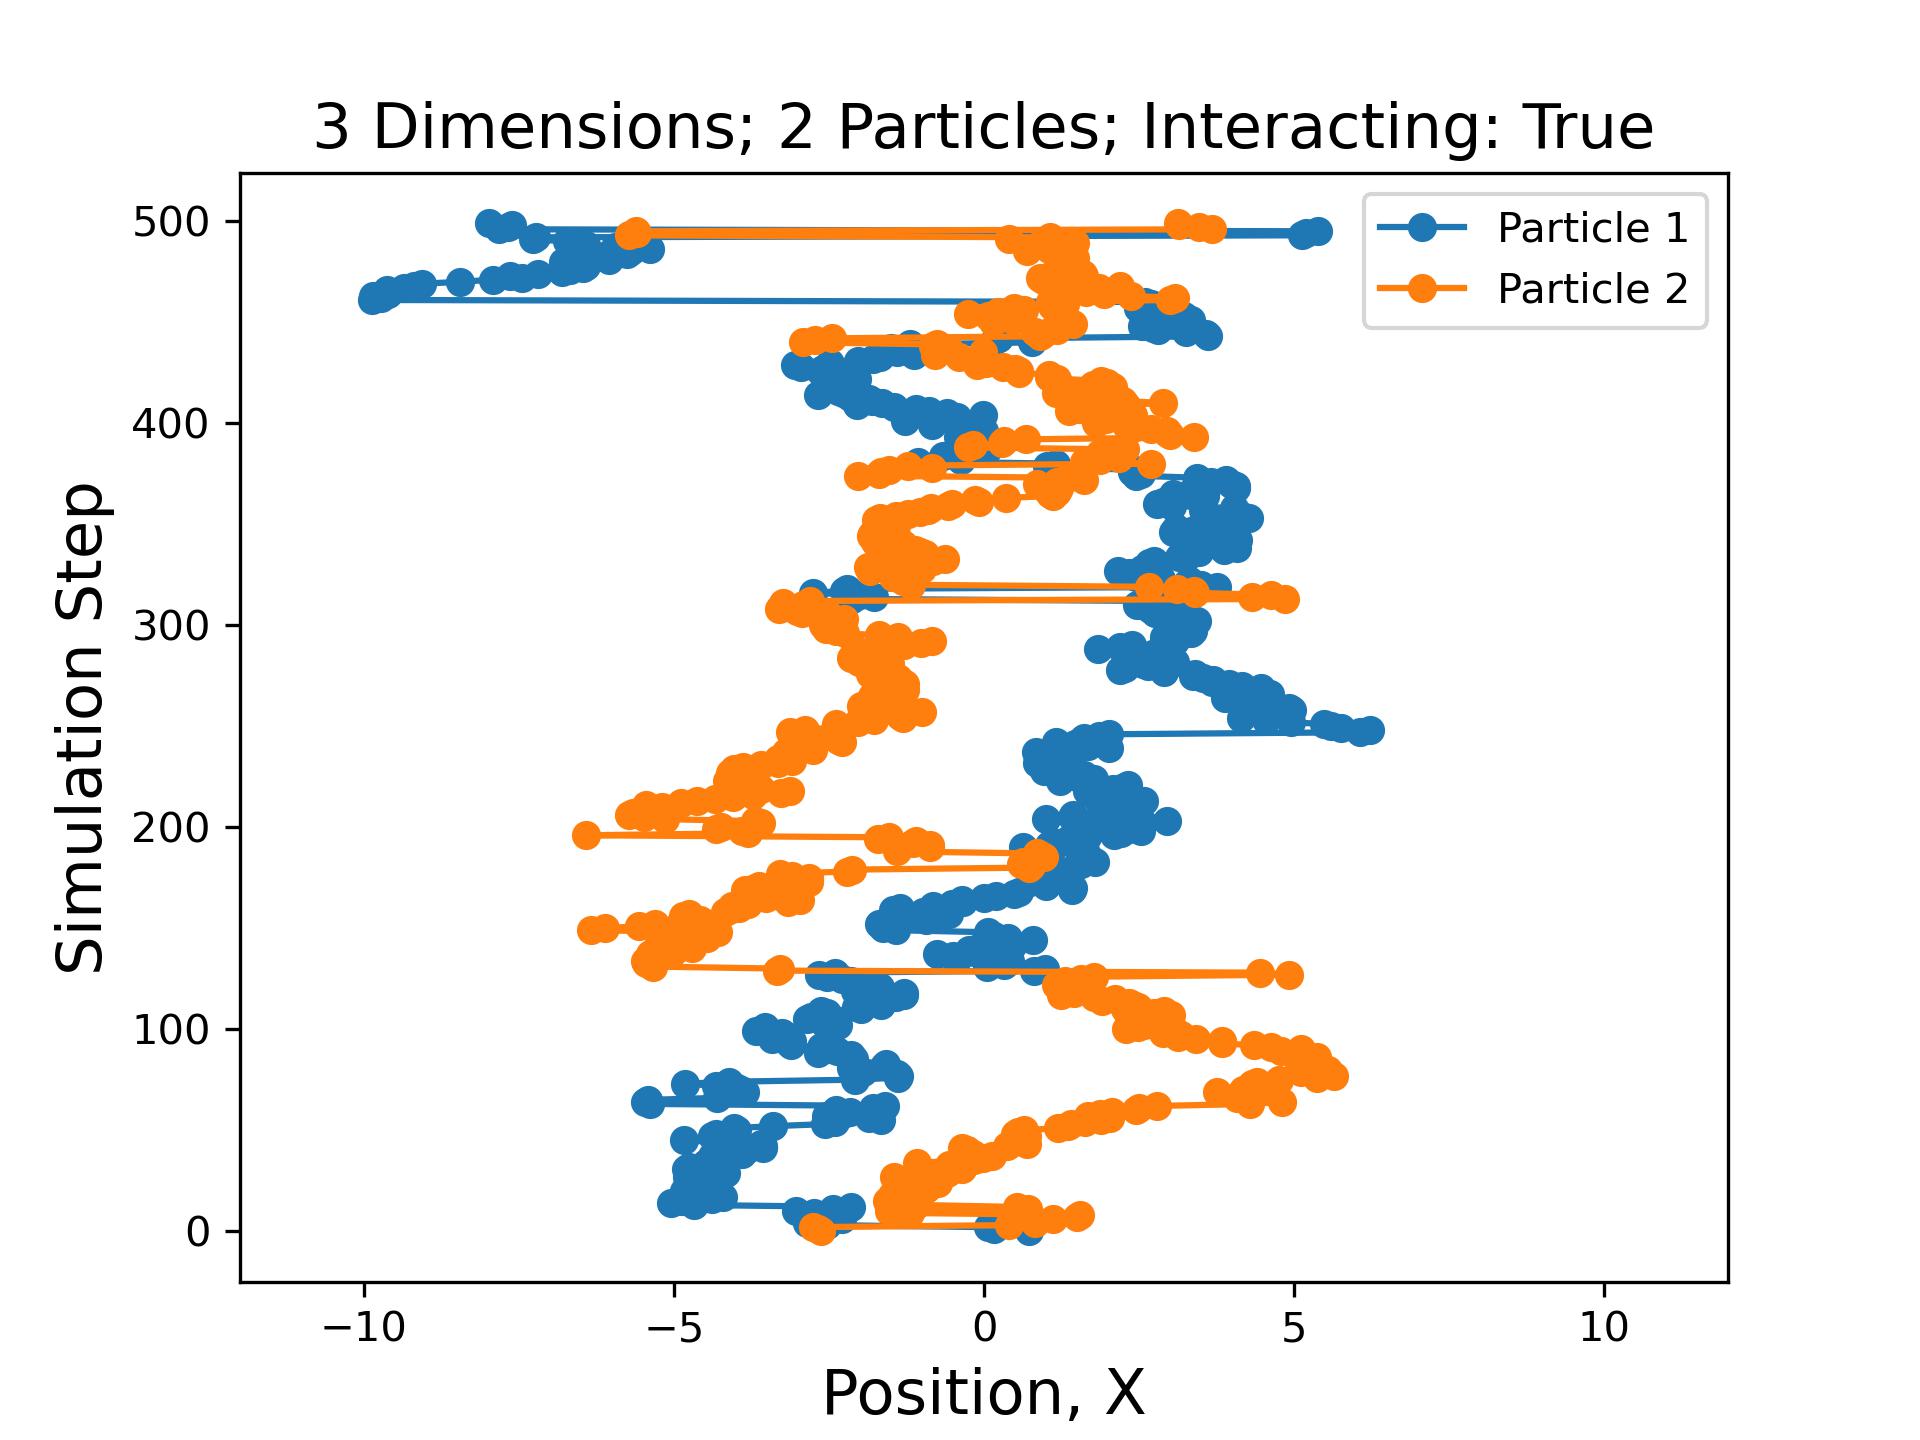 3 Dimensions; 2 Particles; Interacting: True
Particle 1
Particle 2
Simulation Step
500
400
300
200
100
0
−10
−5
0
5
10
Position, X